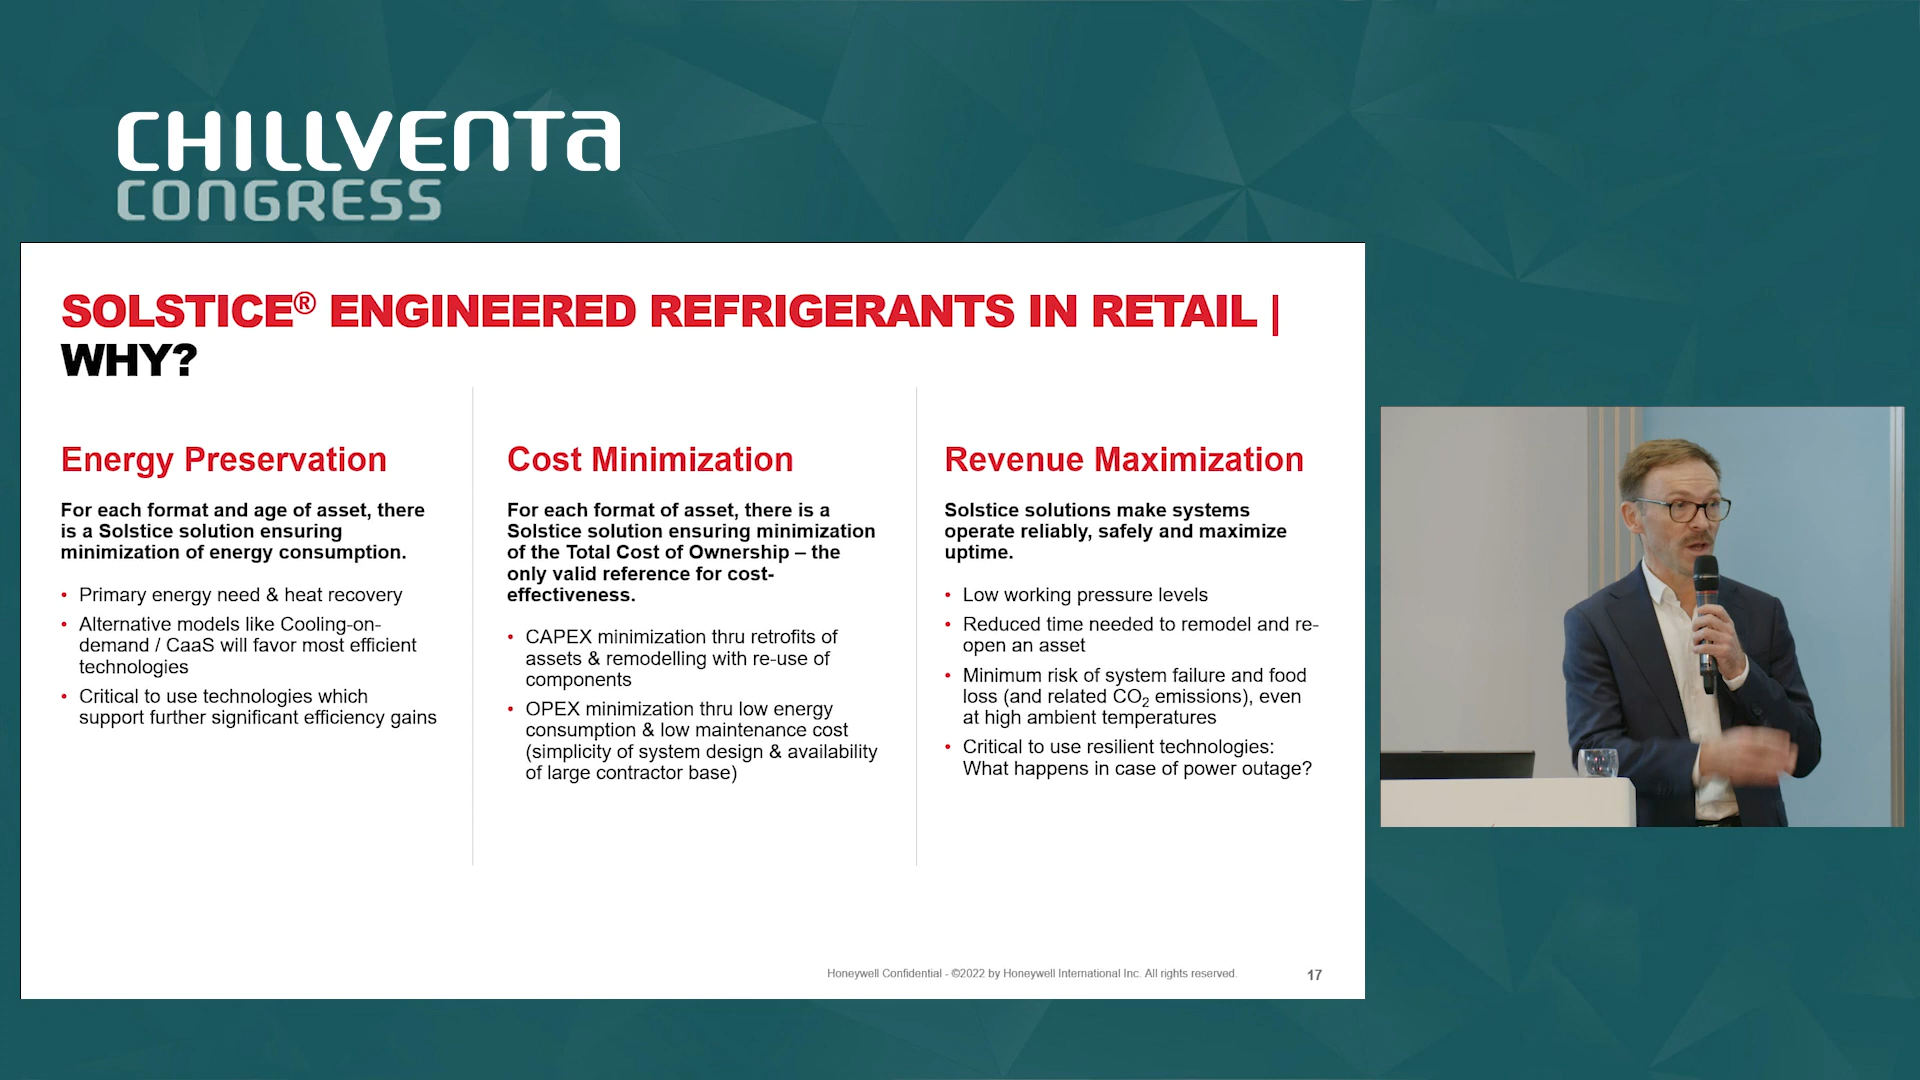 CHILLVENTA
CONGRESS
SOLSTICE® ENGINEERED REFRIGERANTS IN RETAIL |
WHY?
Energy Preservation
For each format and age of asset, there
is a Solstice solution ensuring
minimization of energy consumption.
• Primary energy need & heat recovery
• Alternative models like Cooling-on-
demand / CaaS will favor most efficient
technologies
• Critical to use technologies which
support further significant efficiency gains
Cost Minimization
For each format of asset, there is a
Solstice solution ensuring minimization
of the Total Cost of Ownership – the
only valid reference for cost-
effectiveness.
• CAPEX minimization thru retrofits of
assets & remodelling with re-use of
components
• OPEX minimization thru low energy
consumption & low maintenance cost
(simplicity of system design & availability
of large contractor base)
Revenue Maximization
Solstice solutions make systems
operate reliably, safely and maximize
uptime.
• Low working pressure levels
• Reduced time needed to remodel and re-
open an asset
• Minimum risk of system failure and food
loss (and related CO₂ emissions), even
at high ambient temperatures
• Critical to use resilient technologies:
What happens in case of power outage?
Honeywell Confidential - ©2022 by Honeywell International Inc. All rights reserved.
17